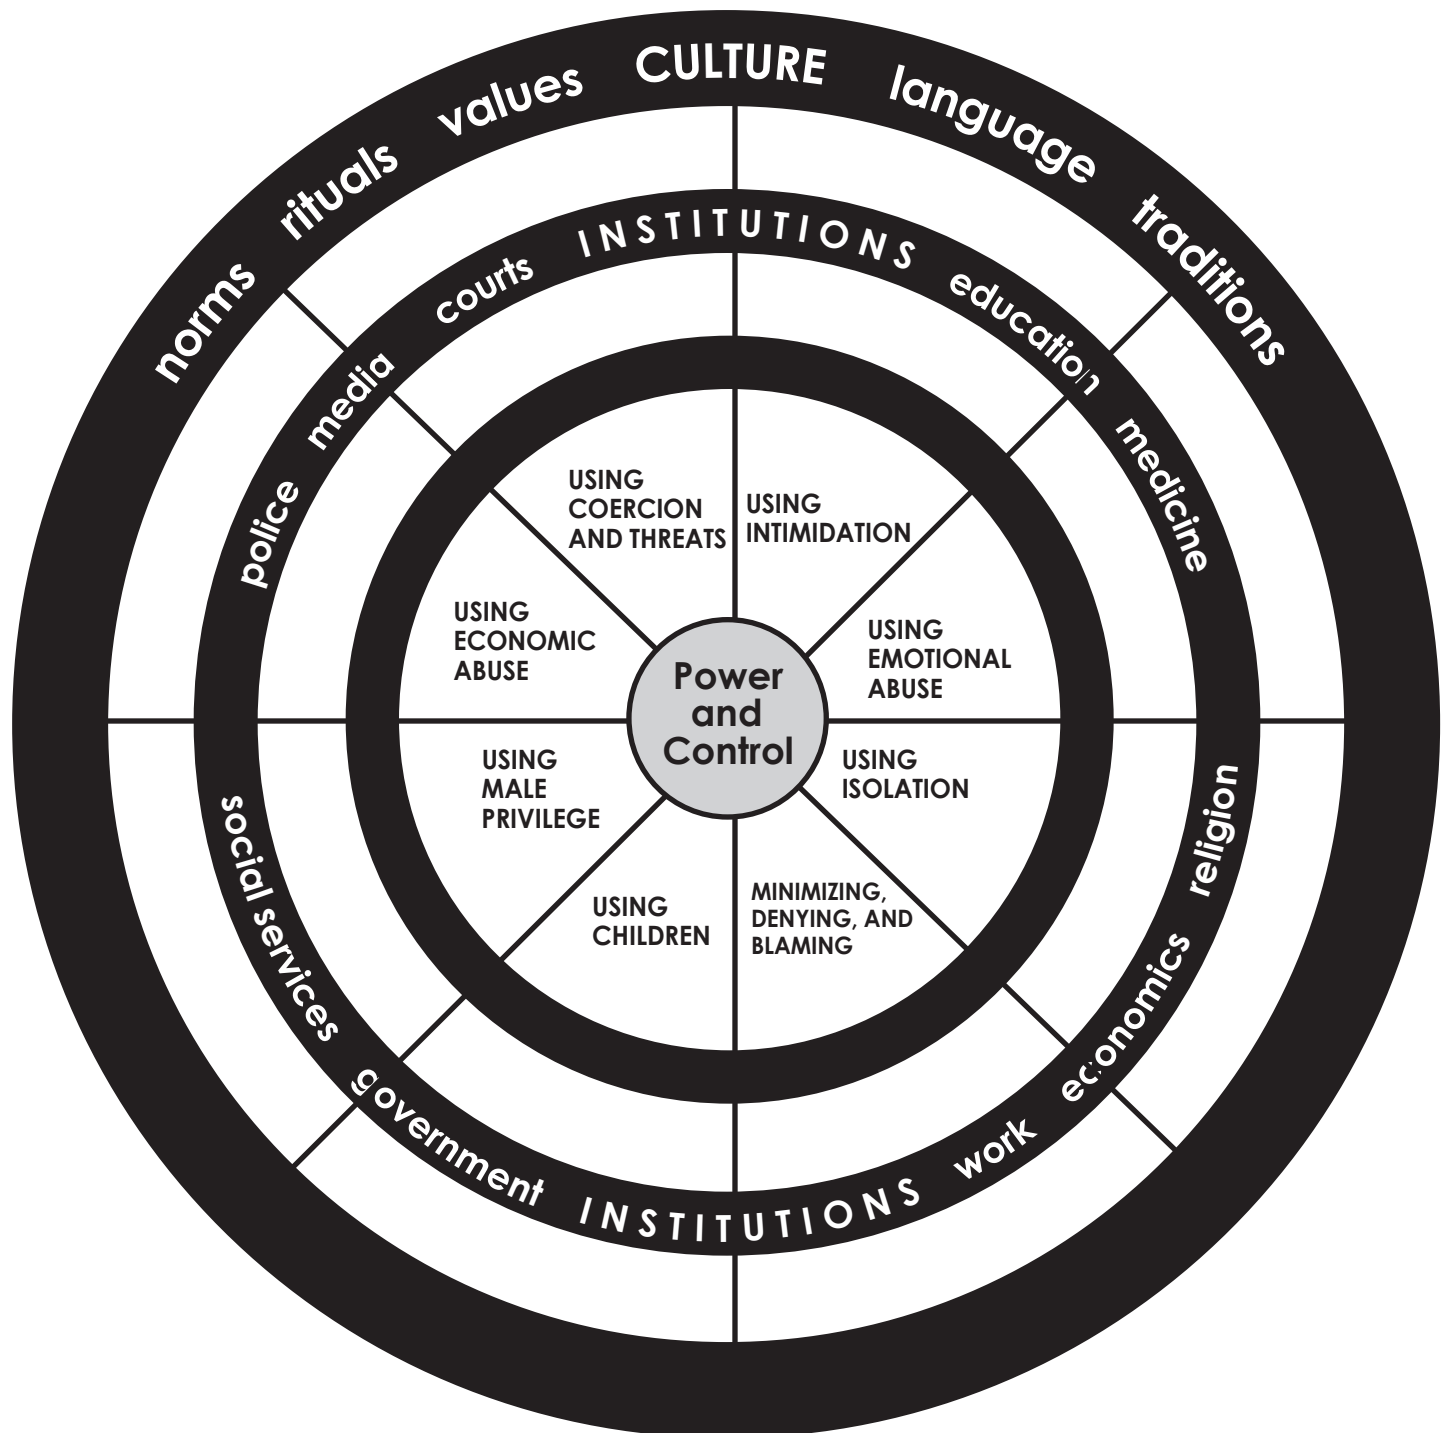 norms rituals values CULTURE language traditions
police media courts INSTITUTIONS education medicine
social services government INSTITUTIONS work economics religion
USING
COERCION
AND THREATS
USING
INTIMIDATION
USING
EMOTIONAL
ABUSE
USING
ISOLATION
MINIMIZING,
DENYING, AND
BLAMING
USING
CHILDREN
USING
MALE
PRIVILEGE
USING
ECONOMIC
ABUSE
Power
and
Control